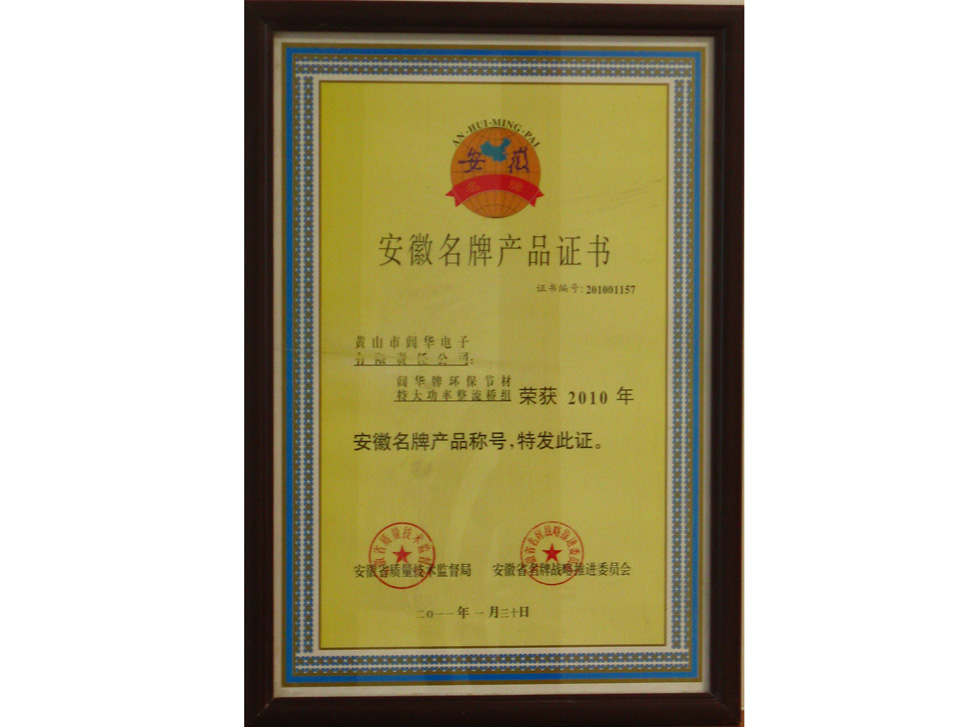 AN·HUI·MING·PAI
安徽
名牌
安徽名牌产品证书
证书编号:201001157
黄山市阊华电子
有限责任公司:
阊华牌环保节材
特大功率整流桥组 荣获 2010 年
安徽名牌产品称号,特发此证。
安徽省质量技术监督局 安徽省名牌战略推进委员会
二○一一年 一 月三十日